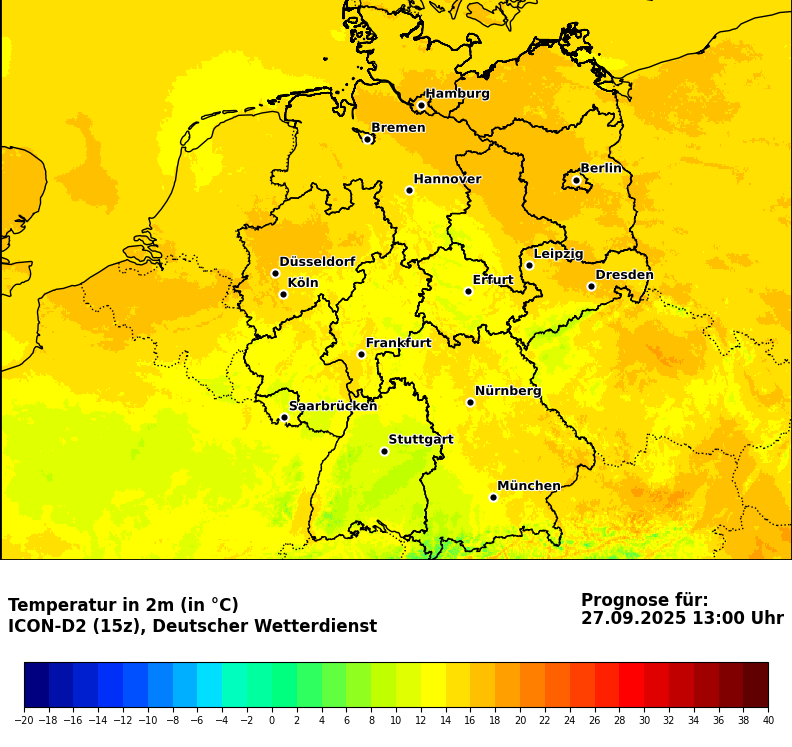 Hamburg
Bremen
Berlin
Hannover
Leipzig
Düsseldorf
Dresden
Köln
Erfurt
Frankfurt
Nürnberg
Saarbrücken
Stuttgart
München
Temperatur in 2m (in °C)
ICON-D2 (15z), Deutscher Wetterdienst
Prognose für:
27.09.2025 13:00 Uhr
−20 −18 −16 −14 −12 −10 −8 −6 −4 −2 0 2 4 6 8 10 12 14 16 18 20 22 24 26 28 30 32 34 36 38 40